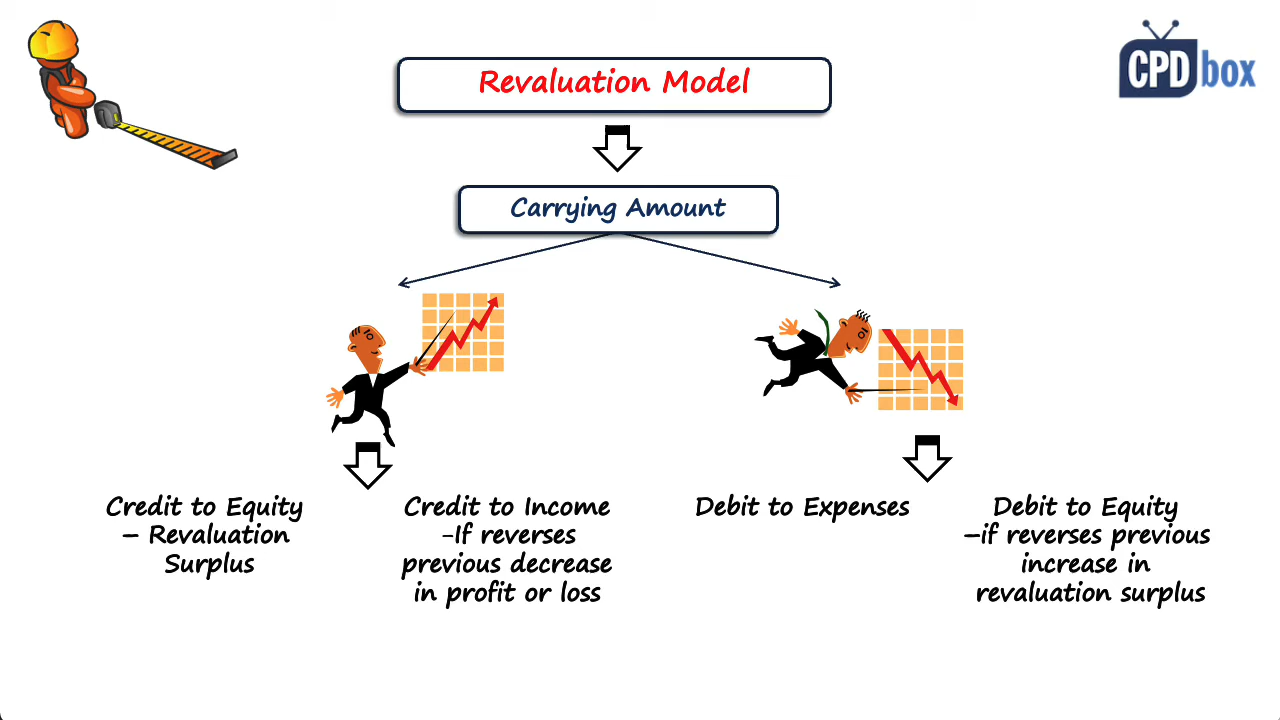 CPD box
Revaluation Model
Carrying Amount
Credit to Equity
– Revaluation
Surplus
Credit to Income
-If reverses
previous decrease
in profit or loss
Debit to Expenses
Debit to Equity
–if reverses previous
increase in
revaluation surplus